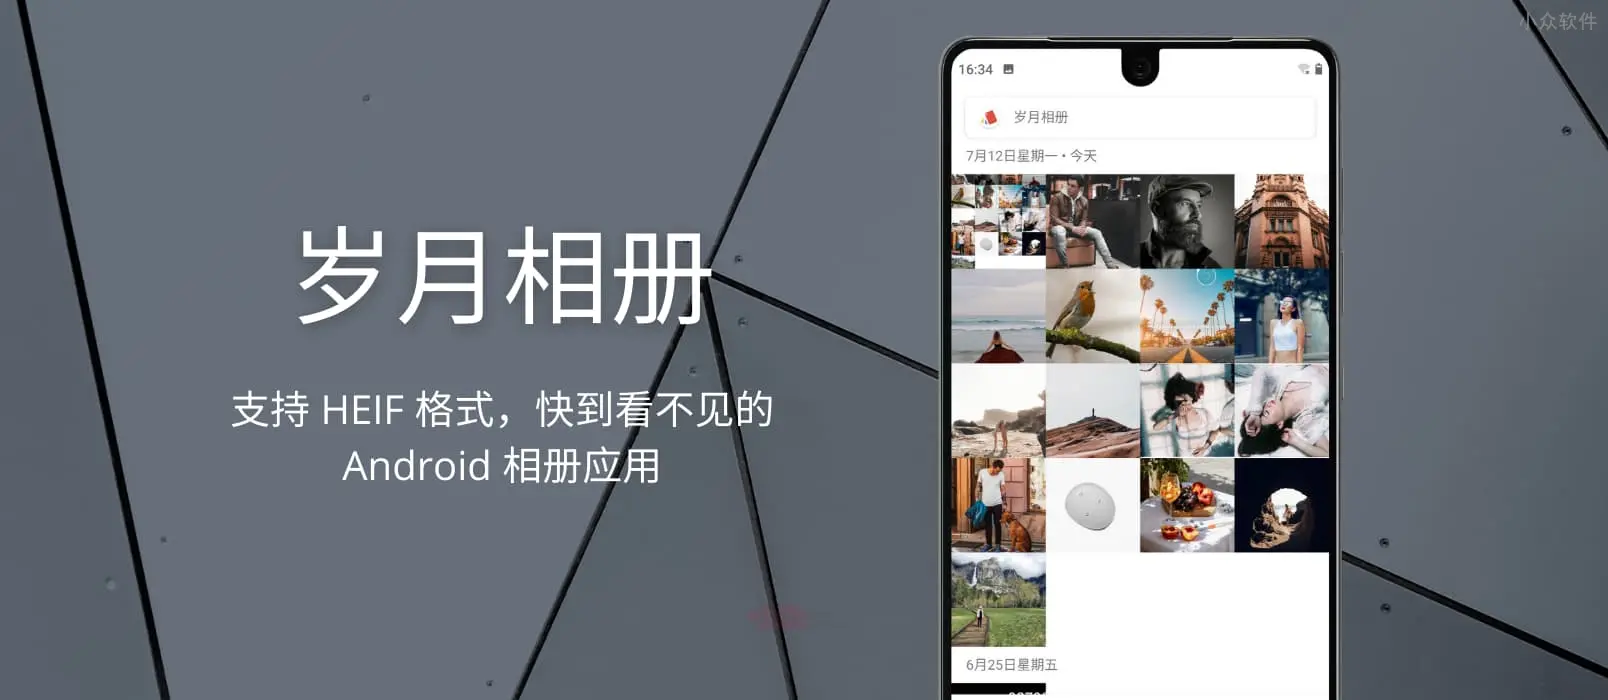 小众软件
岁月相册
支持 HEIF 格式，快到看不见的
Android 相册应用
16:34
岁月相册
7月12日星期一 • 今天
6月25日星期五